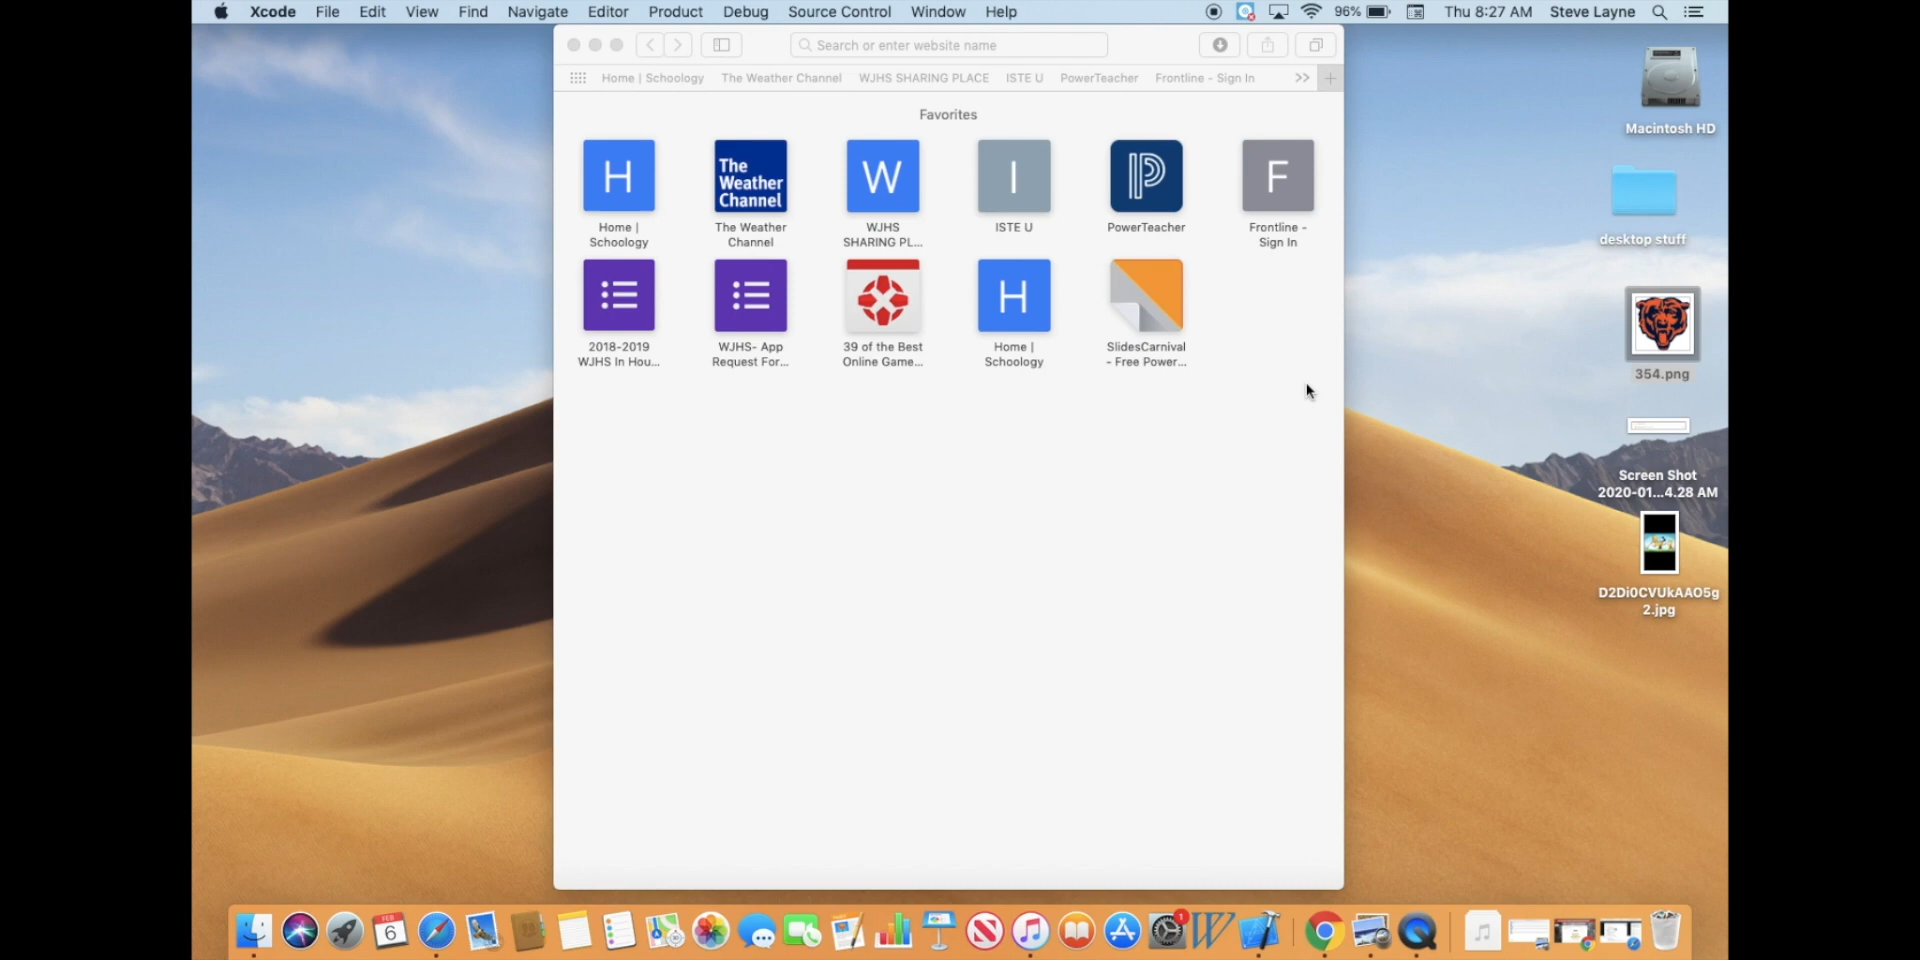 Xcode File Edit View Find Navigate Editor Product Debug Source Control Window Help 96% Thu 8:27 AM Steve Layne
Search or enter website name
Home | Schoology The Weather Channel WJHS SHARING PLACE ISTE U PowerTeacher Frontline - Sign In >> +
Favorites
H
The
Weather
Channel
W
I
P
F
Home |
Schoology
The Weather
Channel
WJHS
SHARING PL...
ISTE U
PowerTeacher
Frontline -
Sign In
H
2018-2019
WJHS In Hou...
WJHS- App
Request For...
39 of the Best
Online Game...
Home |
Schoology
SlidesCarnival
- Free Power...
Macintosh HD
desktop stuff
354.png
Screen Shot
2020-01...4.28 AM
D2Di0CVUkAAO5g
2.jpg
FEB
6
1
W